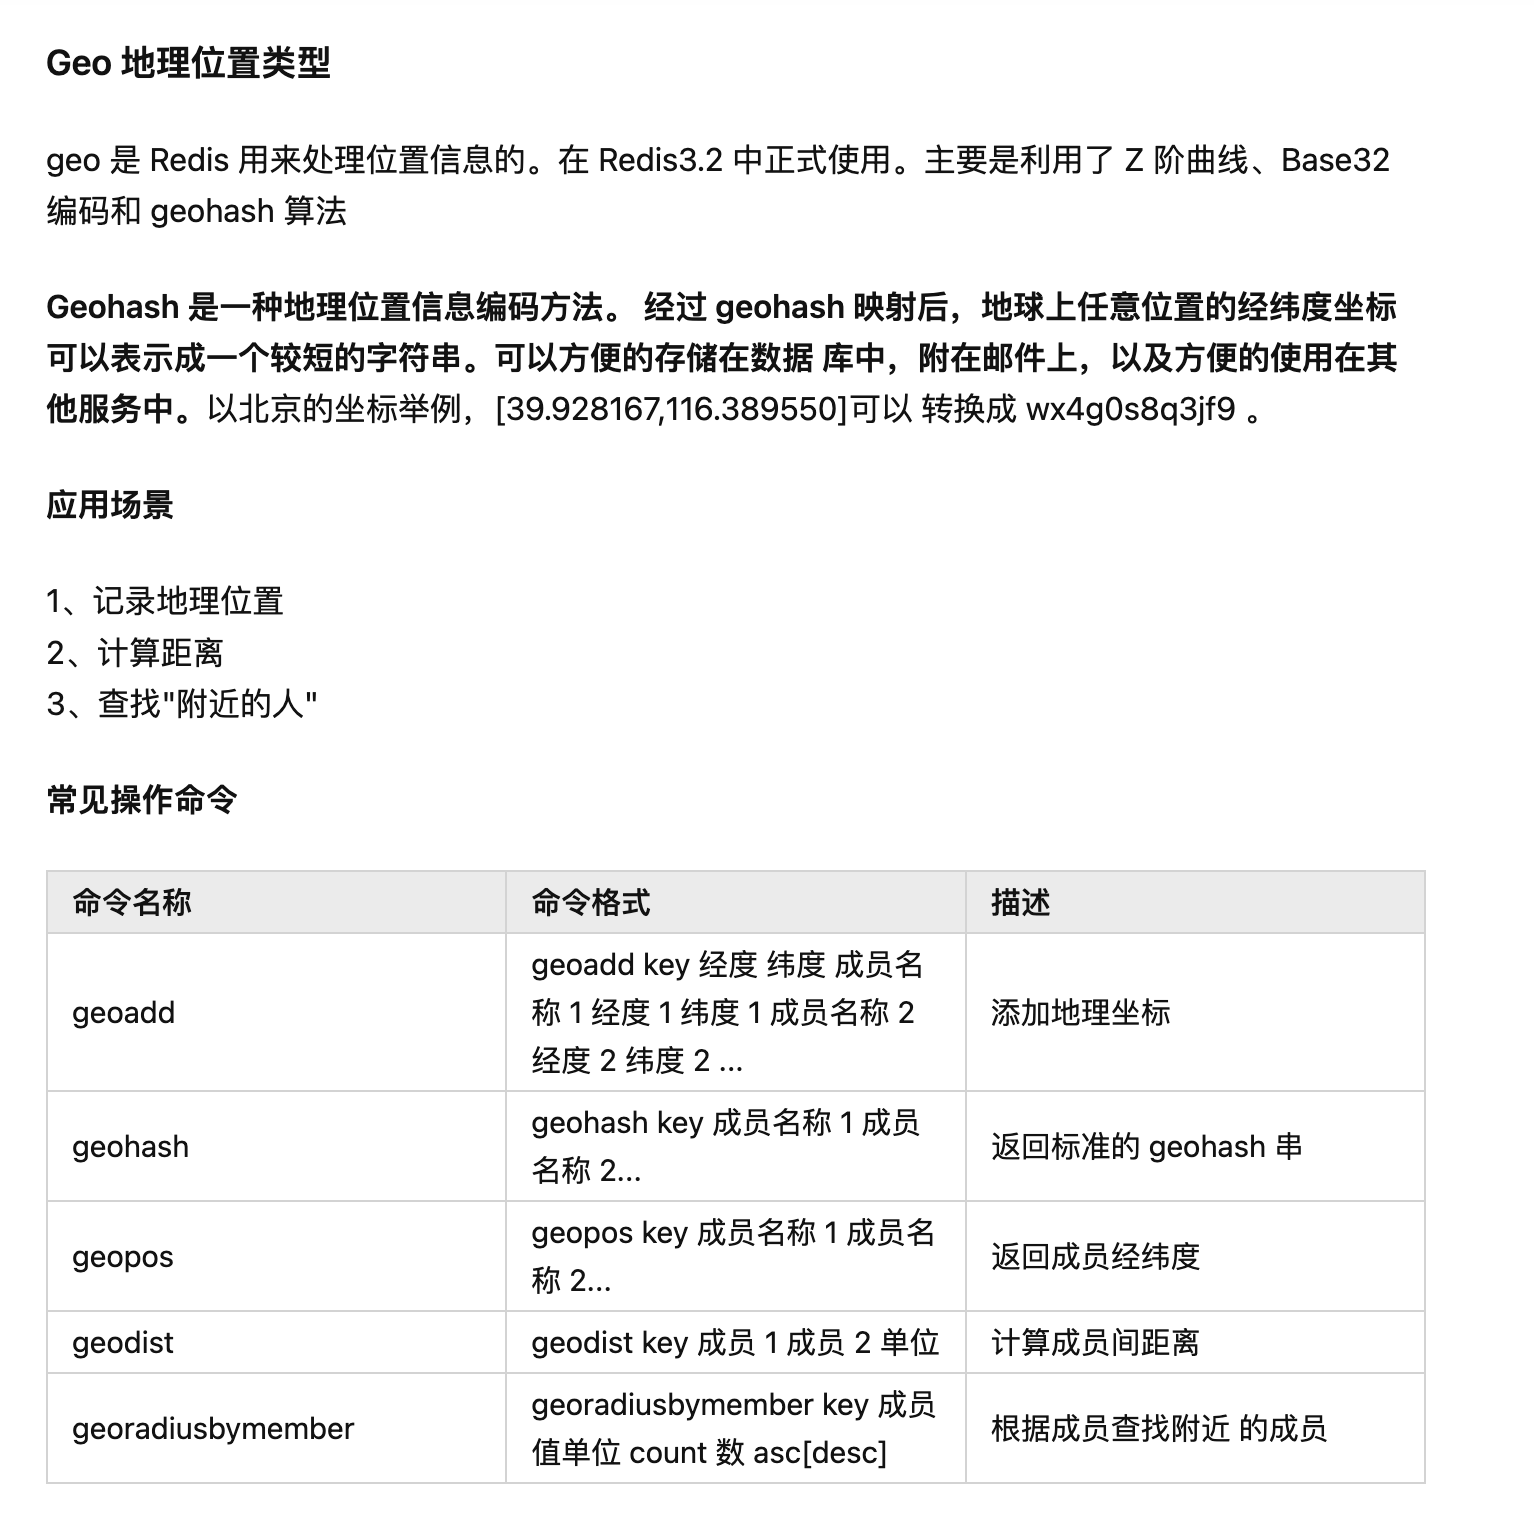 Geo 地理位置类型
geo 是 Redis 用来处理位置信息的。在 Redis3.2 中正式使用。主要是利用了 Z 阶曲线、Base32
编码和 geohash 算法
Geohash 是一种地理位置信息编码方法。 经过 geohash 映射后，地球上任意位置的经纬度坐标
可以表示成一个较短的字符串。可以方便的存储在数据 库中，附在邮件上，以及方便的使用在其
他服务中。以北京的坐标举例，[39.928167,116.389550]可以 转换成 wx4g0s8q3jf9 。
应用场景
1、记录地理位置
2、计算距离
3、查找"附近的人"
常见操作命令
命令名称 命令格式 描述
geoadd
geoadd key 经度 纬度 成员名
称 1 经度 1 纬度 1 成员名称 2
经度 2 纬度 2 ...
添加地理坐标
geohash
geohash key 成员名称 1 成员
名称 2...
返回标准的 geohash 串
geopos
geopos key 成员名称 1 成员名
称 2...
返回成员经纬度
geodist
geodist key 成员 1 成员 2 单位
计算成员间距离
georadiusbymember
georadiusbymember key 成员
值单位 count 数 asc[desc]
根据成员查找附近 的成员